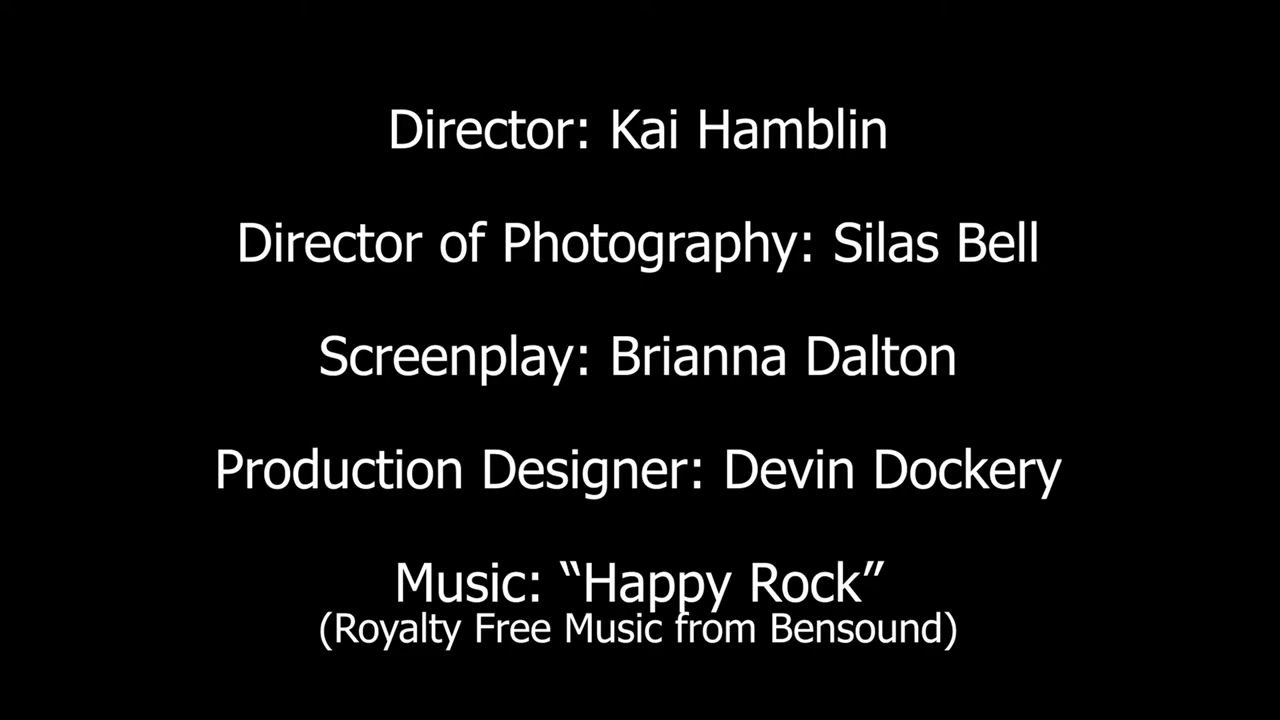 Director: Kai Hamblin
Director of Photography: Silas Bell
Screenplay: Brianna Dalton
Production Designer: Devin Dockery
Music: “Happy Rock”
(Royalty Free Music from Bensound)